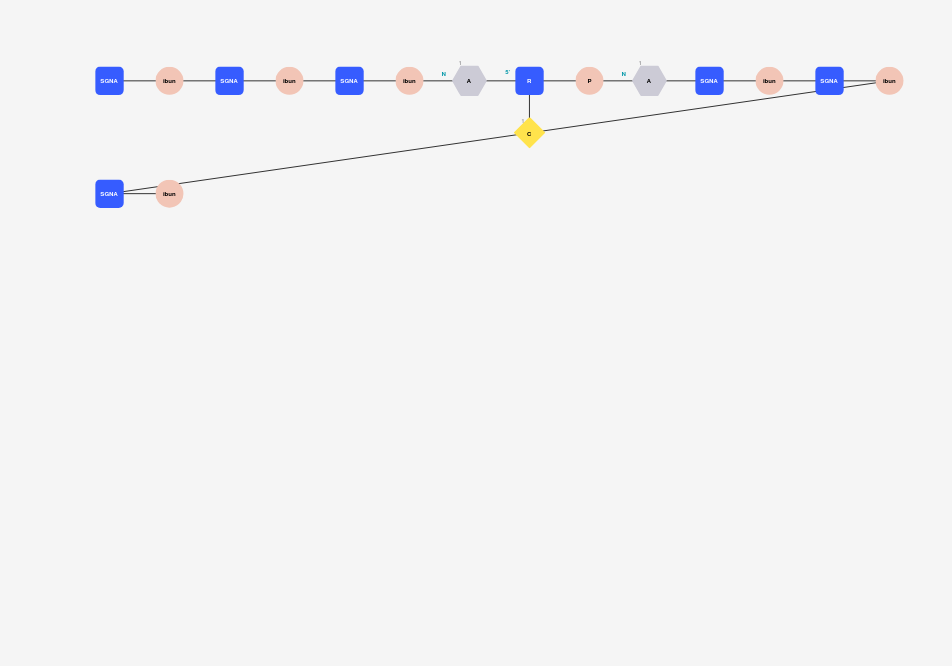 1 1
N 5' N
SGNA ibun SGNA ibun SGNA ibun A R P A SGNA ibun SGNA ibun
1
C
SGNA ibun